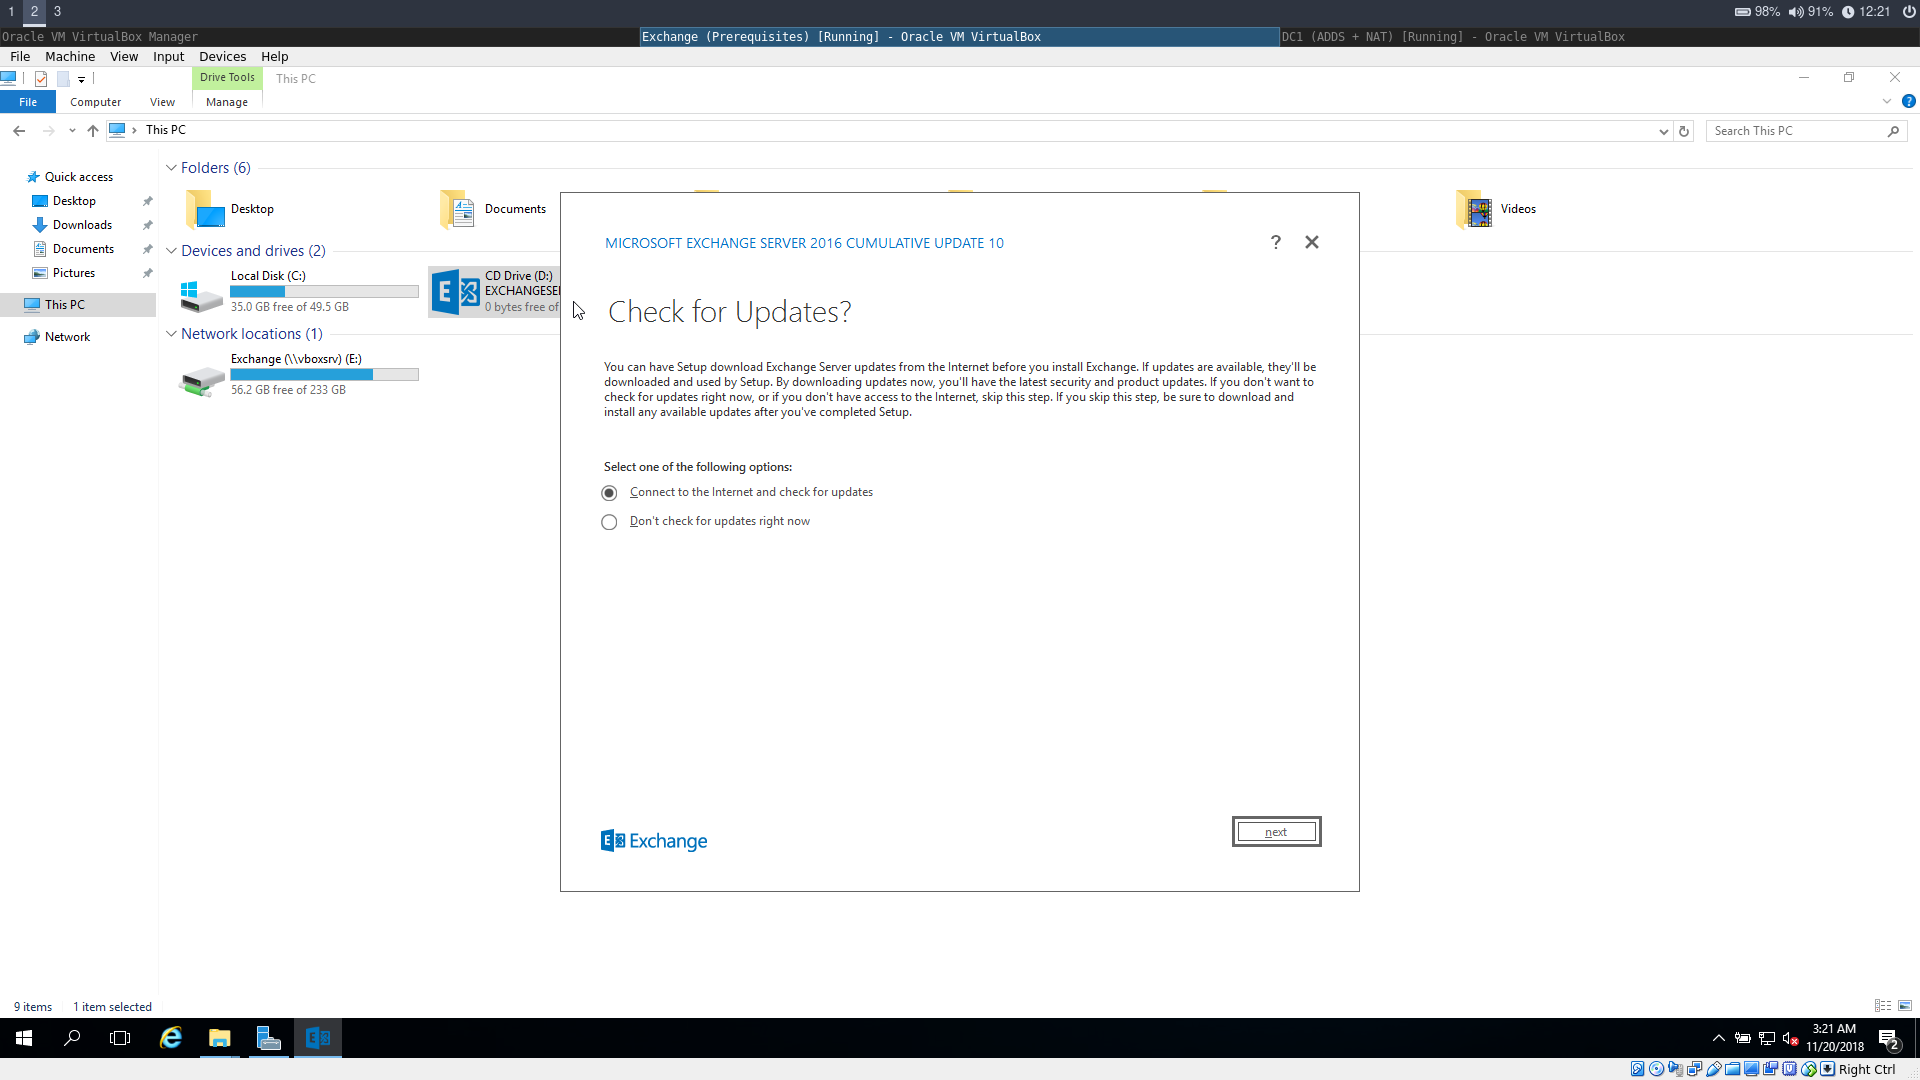 1 2 3
98% 91% 12:21
Oracle VM VirtualBox Manager
Exchange (Prerequisites) [Running] - Oracle VM VirtualBox
DC1 (ADDS + NAT) [Running] - Oracle VM VirtualBox
File Machine View Input Devices Help
Drive Tools This PC
File Computer View Manage
This PC
Search This PC
Quick access
Desktop
Downloads
Documents
Pictures
This PC
Network
Folders (6)
Desktop
Documents
Videos
Devices and drives (2)
Local Disk (C:)
35.0 GB free of 49.5 GB
CD Drive (D:)
EXCHANGESE
0 bytes free of
Network locations (1)
Exchange (\\vboxsrv) (E:)
56.2 GB free of 233 GB
MICROSOFT EXCHANGE SERVER 2016 CUMULATIVE UPDATE 10
?
Check for Updates?
You can have Setup download Exchange Server updates from the Internet before you install Exchange. If updates are available, they'll be
downloaded and used by Setup. By downloading updates now, you'll have the latest security and product updates. If you don't want to
check for updates right now, or if you don't have access to the Internet, skip this step. If you skip this step, be sure to download and
install any available updates after you've completed Setup.
Select one of the following options:
Connect to the Internet and check for updates
Don't check for updates right now
Exchange
next
9 items 1 item selected
3:21 AM
11/20/2018
2
Right Ctrl